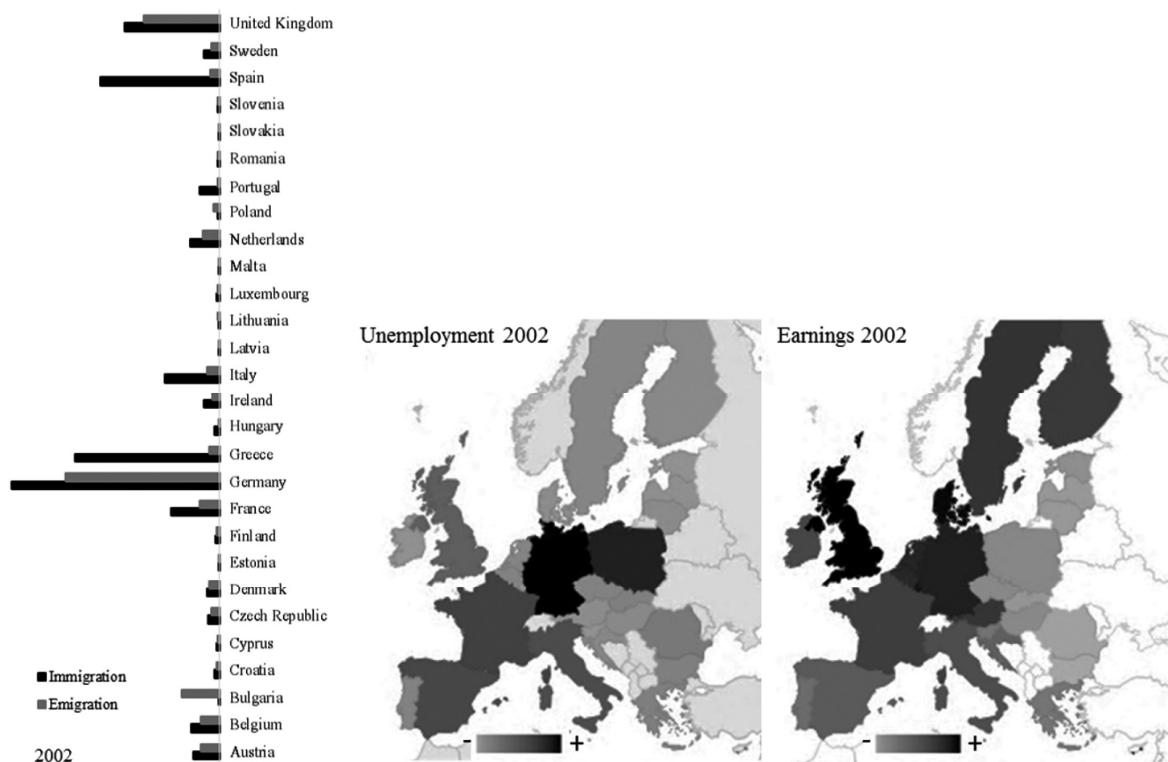 United Kingdom
Sweden
Spain
Slovenia
Slovakia
Romania
Portugal
Poland
Netherlands
Malta
Luxembourg
Lithuania
Latvia
Italy
Ireland
Hungary
Greece
Germany
France
Finland
Estonia
Denmark
Czech Republic
Cyprus
Croatia
Bulgaria
Belgium
Austria
Immigration
Emigration
2002
Unemployment 2002
- +
Earnings 2002
- +